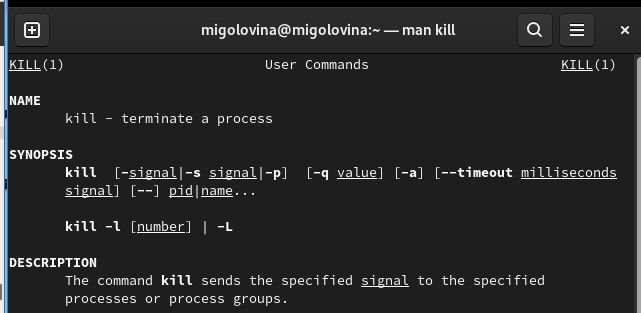 migolovina@migolovina:~ — man kill
KILL(1) User Commands KILL(1)
NAME
kill - terminate a process
SYNOPSIS
kill [-signal|-s signal|-p] [-q value] [-a] [--timeout milliseconds
signal] [--] pid|name...
kill -l [number] | -L
DESCRIPTION
The command kill sends the specified signal to the specified
processes or process groups.